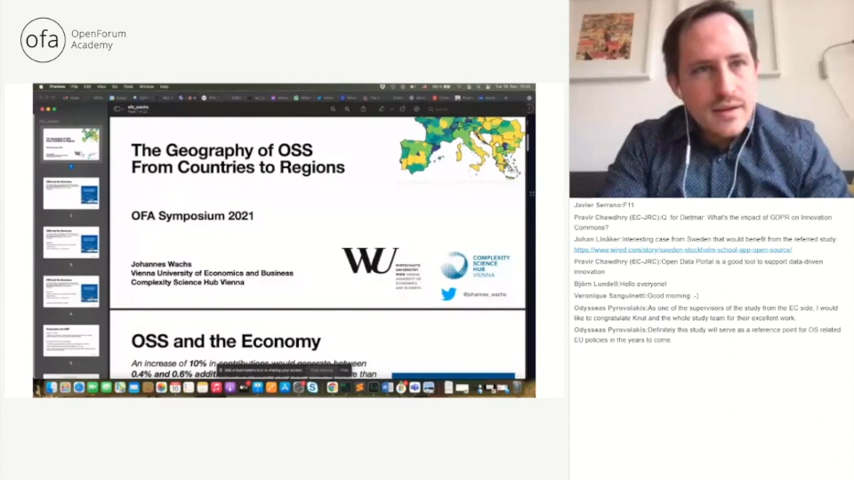 ofa
OpenForum
Academy
The Geography of OSS
From Countries to Regions
OFA Symposium 2021
Johannes Wachs
Vienna University of Economics and Business
Complexity Science Hub Vienna
WU
COMPLEXITY
SCIENCE
HUB
VIENNA
@johannes_wachs
OSS and the Economy
An increase of 10% in contributions would generate between
0.4% and 0.6%
Javier Serrano:F11
Pravir Chawdhry (EC-JRC):Q for Dietmar What's the impact of GDPR on Innovation
Commons?
Johan Linåker:Interesting case from Sweden that would benefit from the referred study:
https://www.wired.com/story/sweden-stockholm-school-app-open-source/
Pravir Chawdhry (EC-JRC):Open Data Portal is a good tool to support data-driven
innovation
Björn Lundell:Hello everyone!
Veronique Sanguinetti:Good morning :-)
Odysseas Pyrovolakis:As one of the supervisors of the study from the EC side, I would
like to congratulate Knut and the whole study team for their excellent work.
Odysseas Pyrovolakis:Definitely this study will serve as a reference point for OS related
EU policies in the years to come.